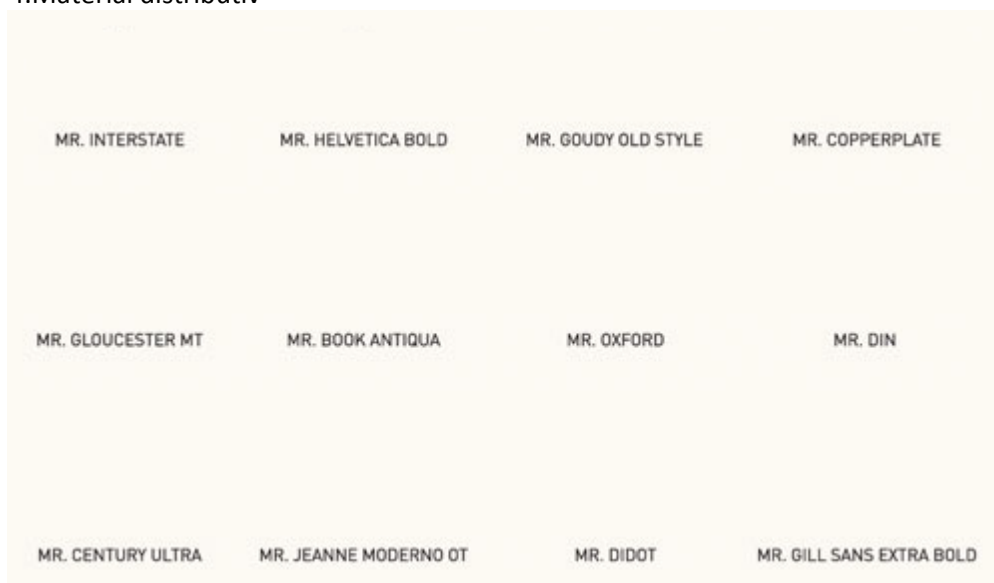 MR. INTERSTATE MR. HELVETICA BOLD MR. GOUDY OLD STYLE MR. COPPERPLATE
MR. GLOUCESTER MT MR. BOOK ANTIQUA MR. OXFORD MR. DIN
MR. CENTURY ULTRA MR. JEANNE MODERNO OT MR. DIDOT MR. GILL SANS EXTRA BOLD